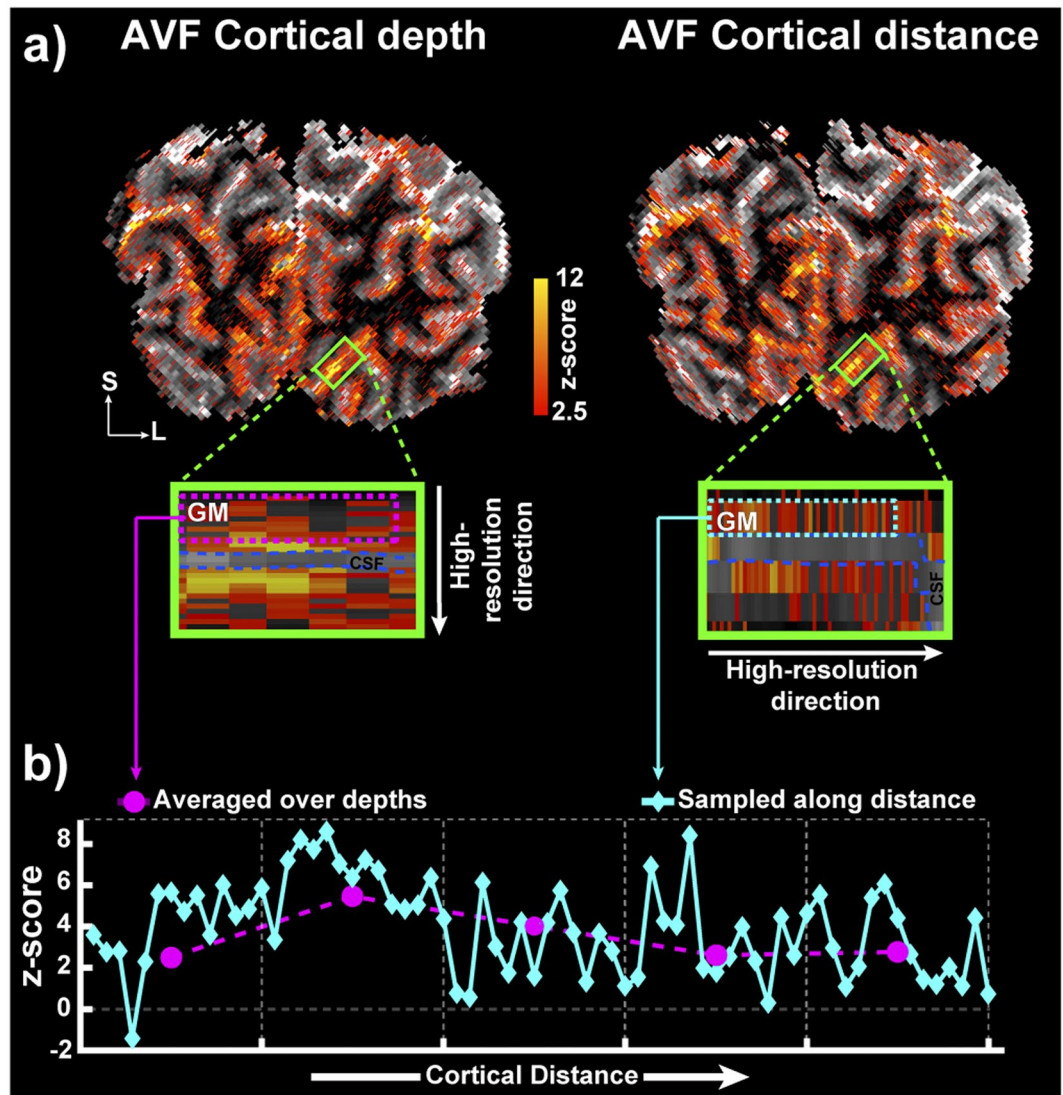 a)
AVF Cortical depth
AVF Cortical distance
12
z-score
2.5
S
L
GM
CSF
High-
resolution
direction
GM
CSF
High-resolution
direction
b)
Averaged over depths
Sampled along distance
z-score
8
6
4
2
0
-2
Cortical Distance